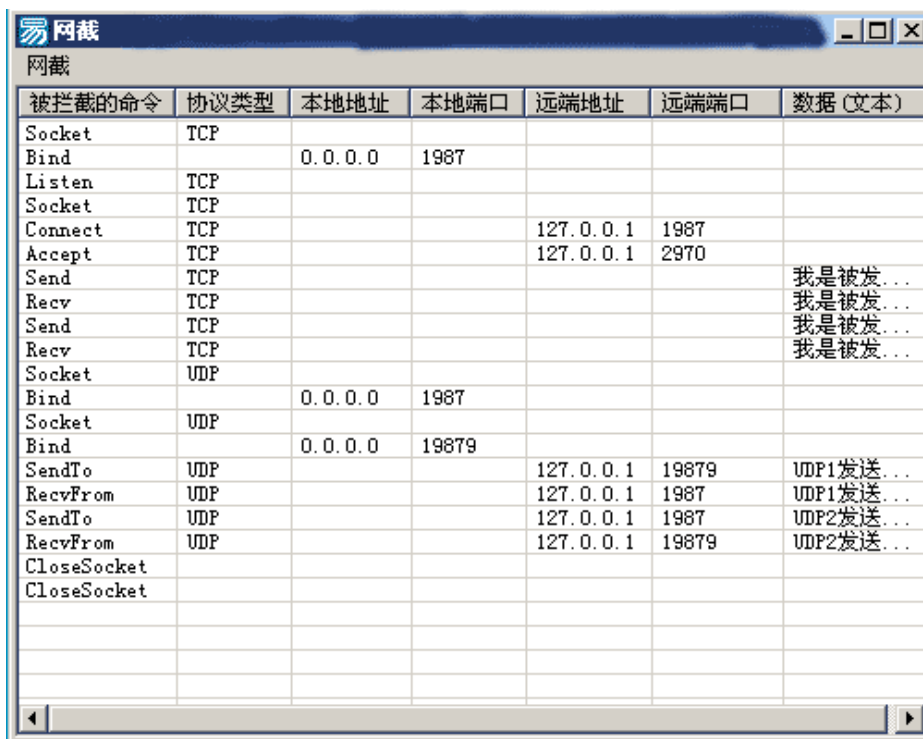 易 网截
网截
被拦截的命令 协议类型 本地地址 本地端口 远端地址 远端端口 数据(文本)
Socket TCP
Bind 0.0.0.0 1987
Listen TCP
Socket TCP
Connect TCP 127.0.0.1 1987
Accept TCP 127.0.0.1 2970
Send TCP 我是被发...
Recv TCP 我是被发...
Send TCP 我是被发...
Recv TCP 我是被发...
Socket UDP
Bind 0.0.0.0 1987
Socket UDP
Bind 0.0.0.0 19879
SendTo UDP 127.0.0.1 19879 UDP1发送...
RecvFrom UDP 127.0.0.1 1987 UDP1发送...
SendTo UDP 127.0.0.1 1987 UDP2发送...
RecvFrom UDP 127.0.0.1 19879 UDP2发送...
CloseSocket
CloseSocket